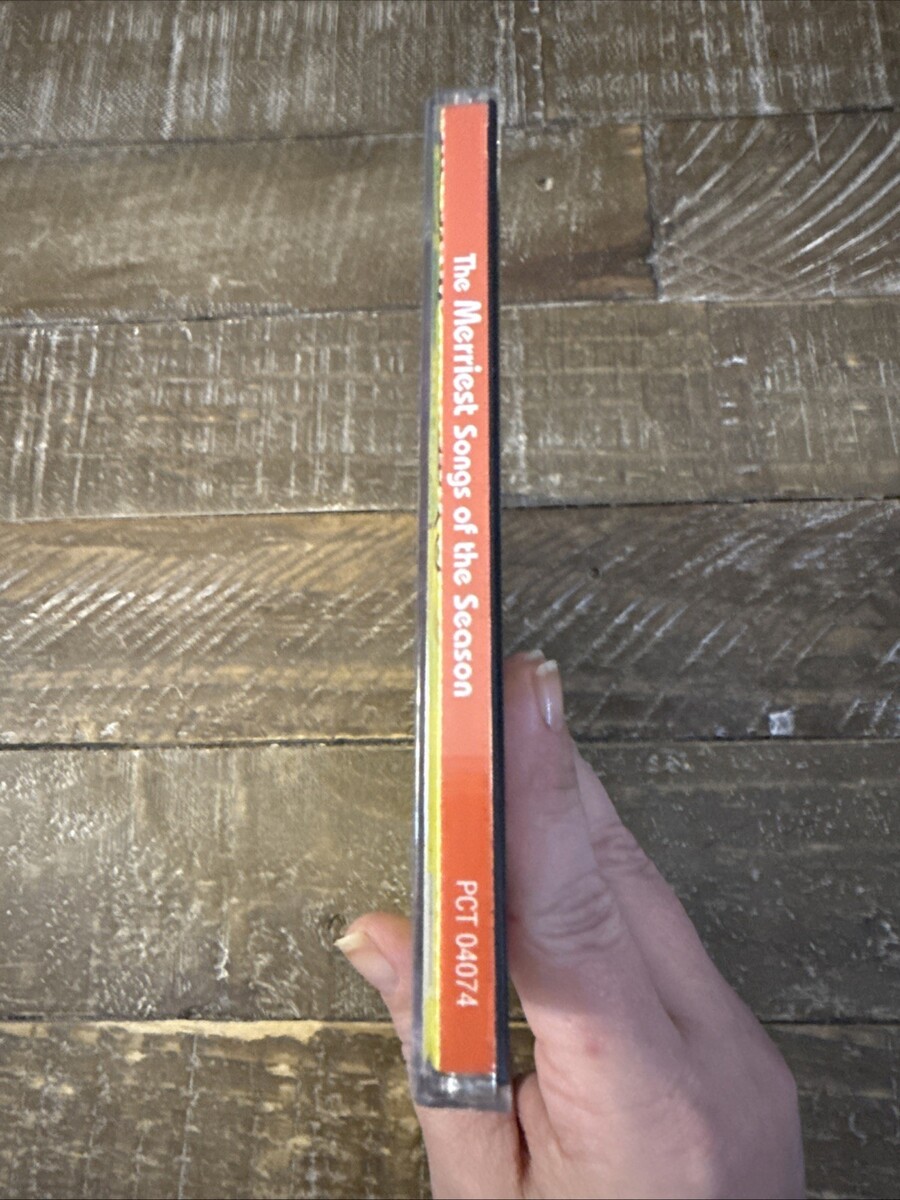 The Merriest Songs of the Season
PCT 04074